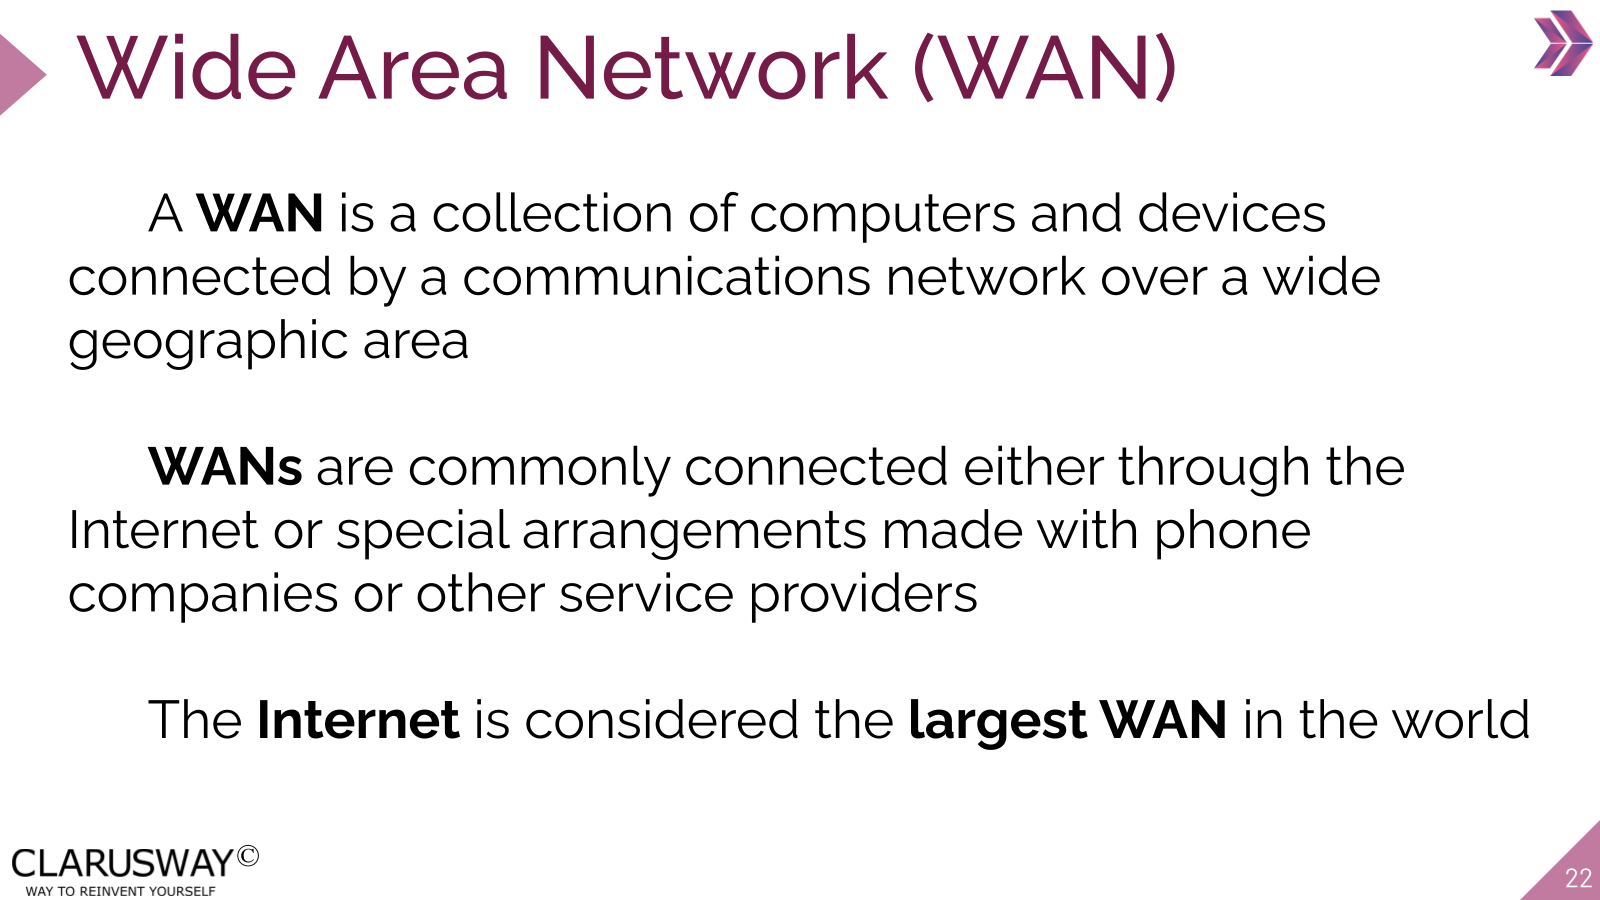 Wide Area Network (WAN)
A WAN is a collection of computers and devices
connected by a communications network over a wide
geographic area
WANs are commonly connected either through the
Internet or special arrangements made with phone
companies or other service providers
The Internet is considered the largest WAN in the world
CLARUSWAY©
WAY TO REINVENT YOURSELF
22